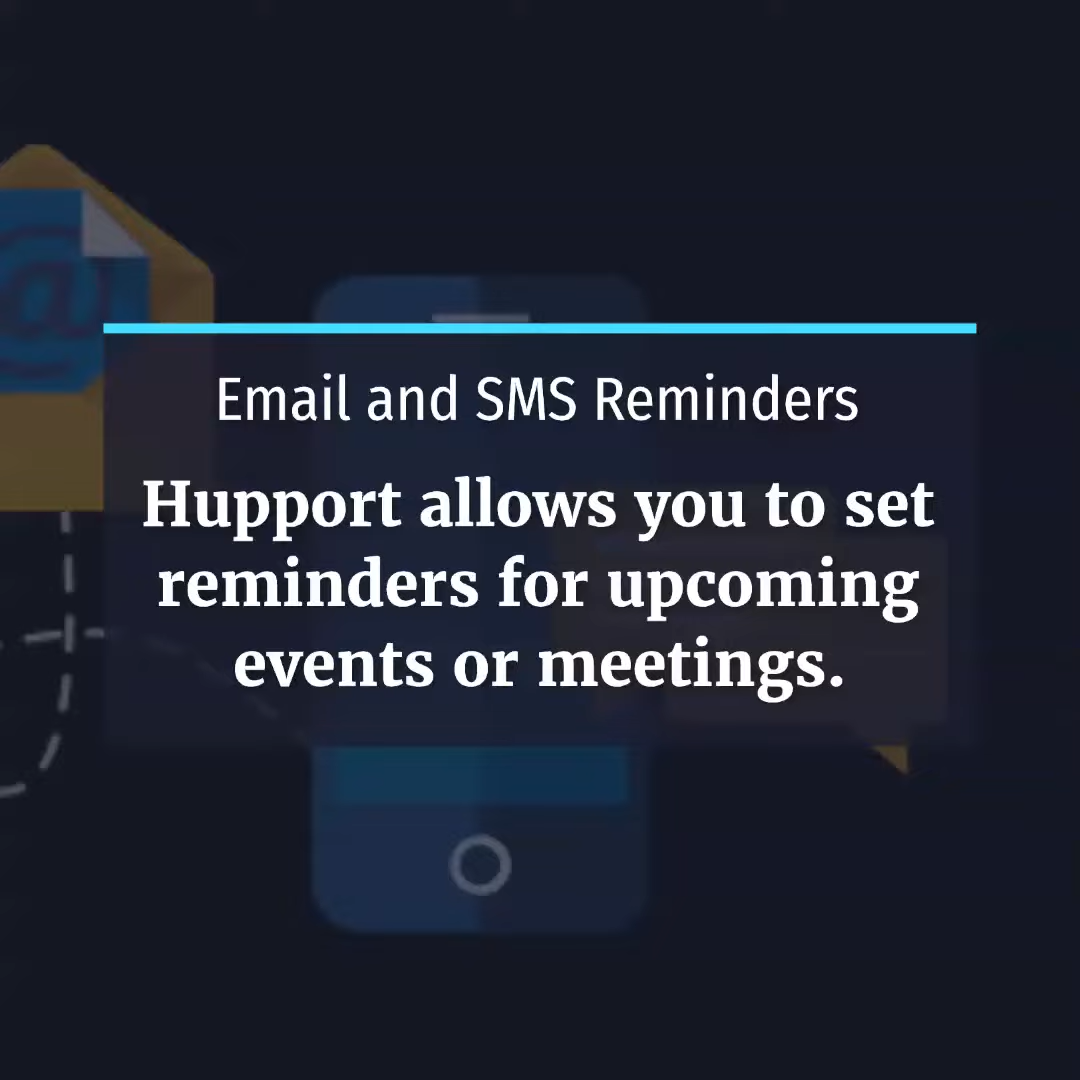 @
Email and SMS Reminders
Hupport allows you to set
reminders for upcoming
events or meetings.